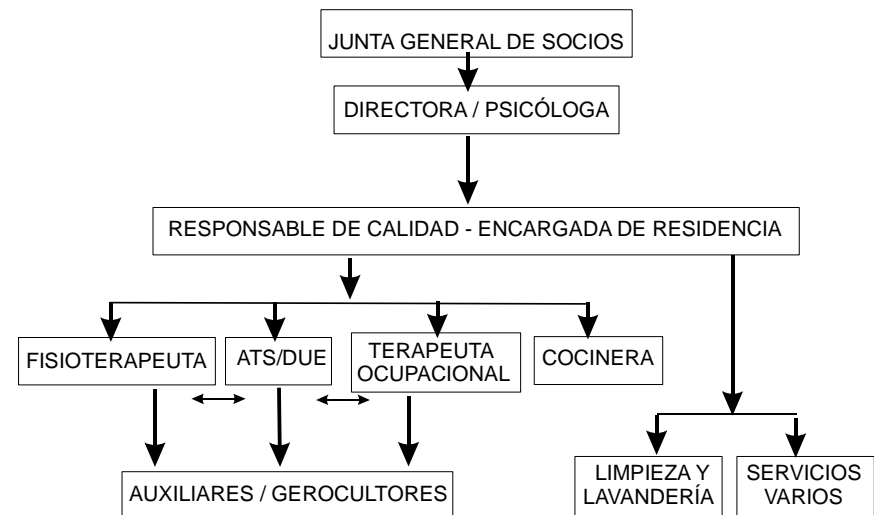 JUNTA GENERAL DE SOCIOS
DIRECTORA / PSICÓLOGA
RESPONSABLE DE CALIDAD - ENCARGADA DE RESIDENCIA
FISIOTERAPEUTA
ATS/DUE
TERAPEUTA
OCUPACIONAL
COCINERA
AUXILIARES / GEROCULTORES
LIMPIEZA Y
LAVANDERÍA
SERVICIOS
VARIOS